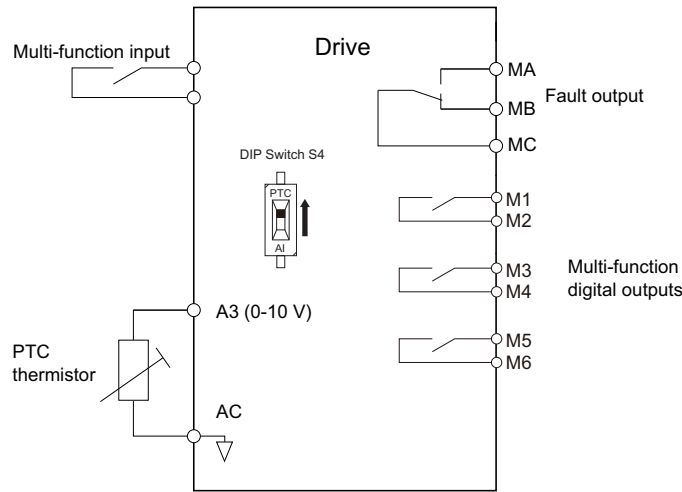 Drive
Multi-function input
MA
Fault output
MB
MC
DIP Switch S4
PTC
AI
M1
M2
M3
Multi-function
digital outputs
M4
M5
M6
A3 (0-10 V)
PTC
thermistor
AC